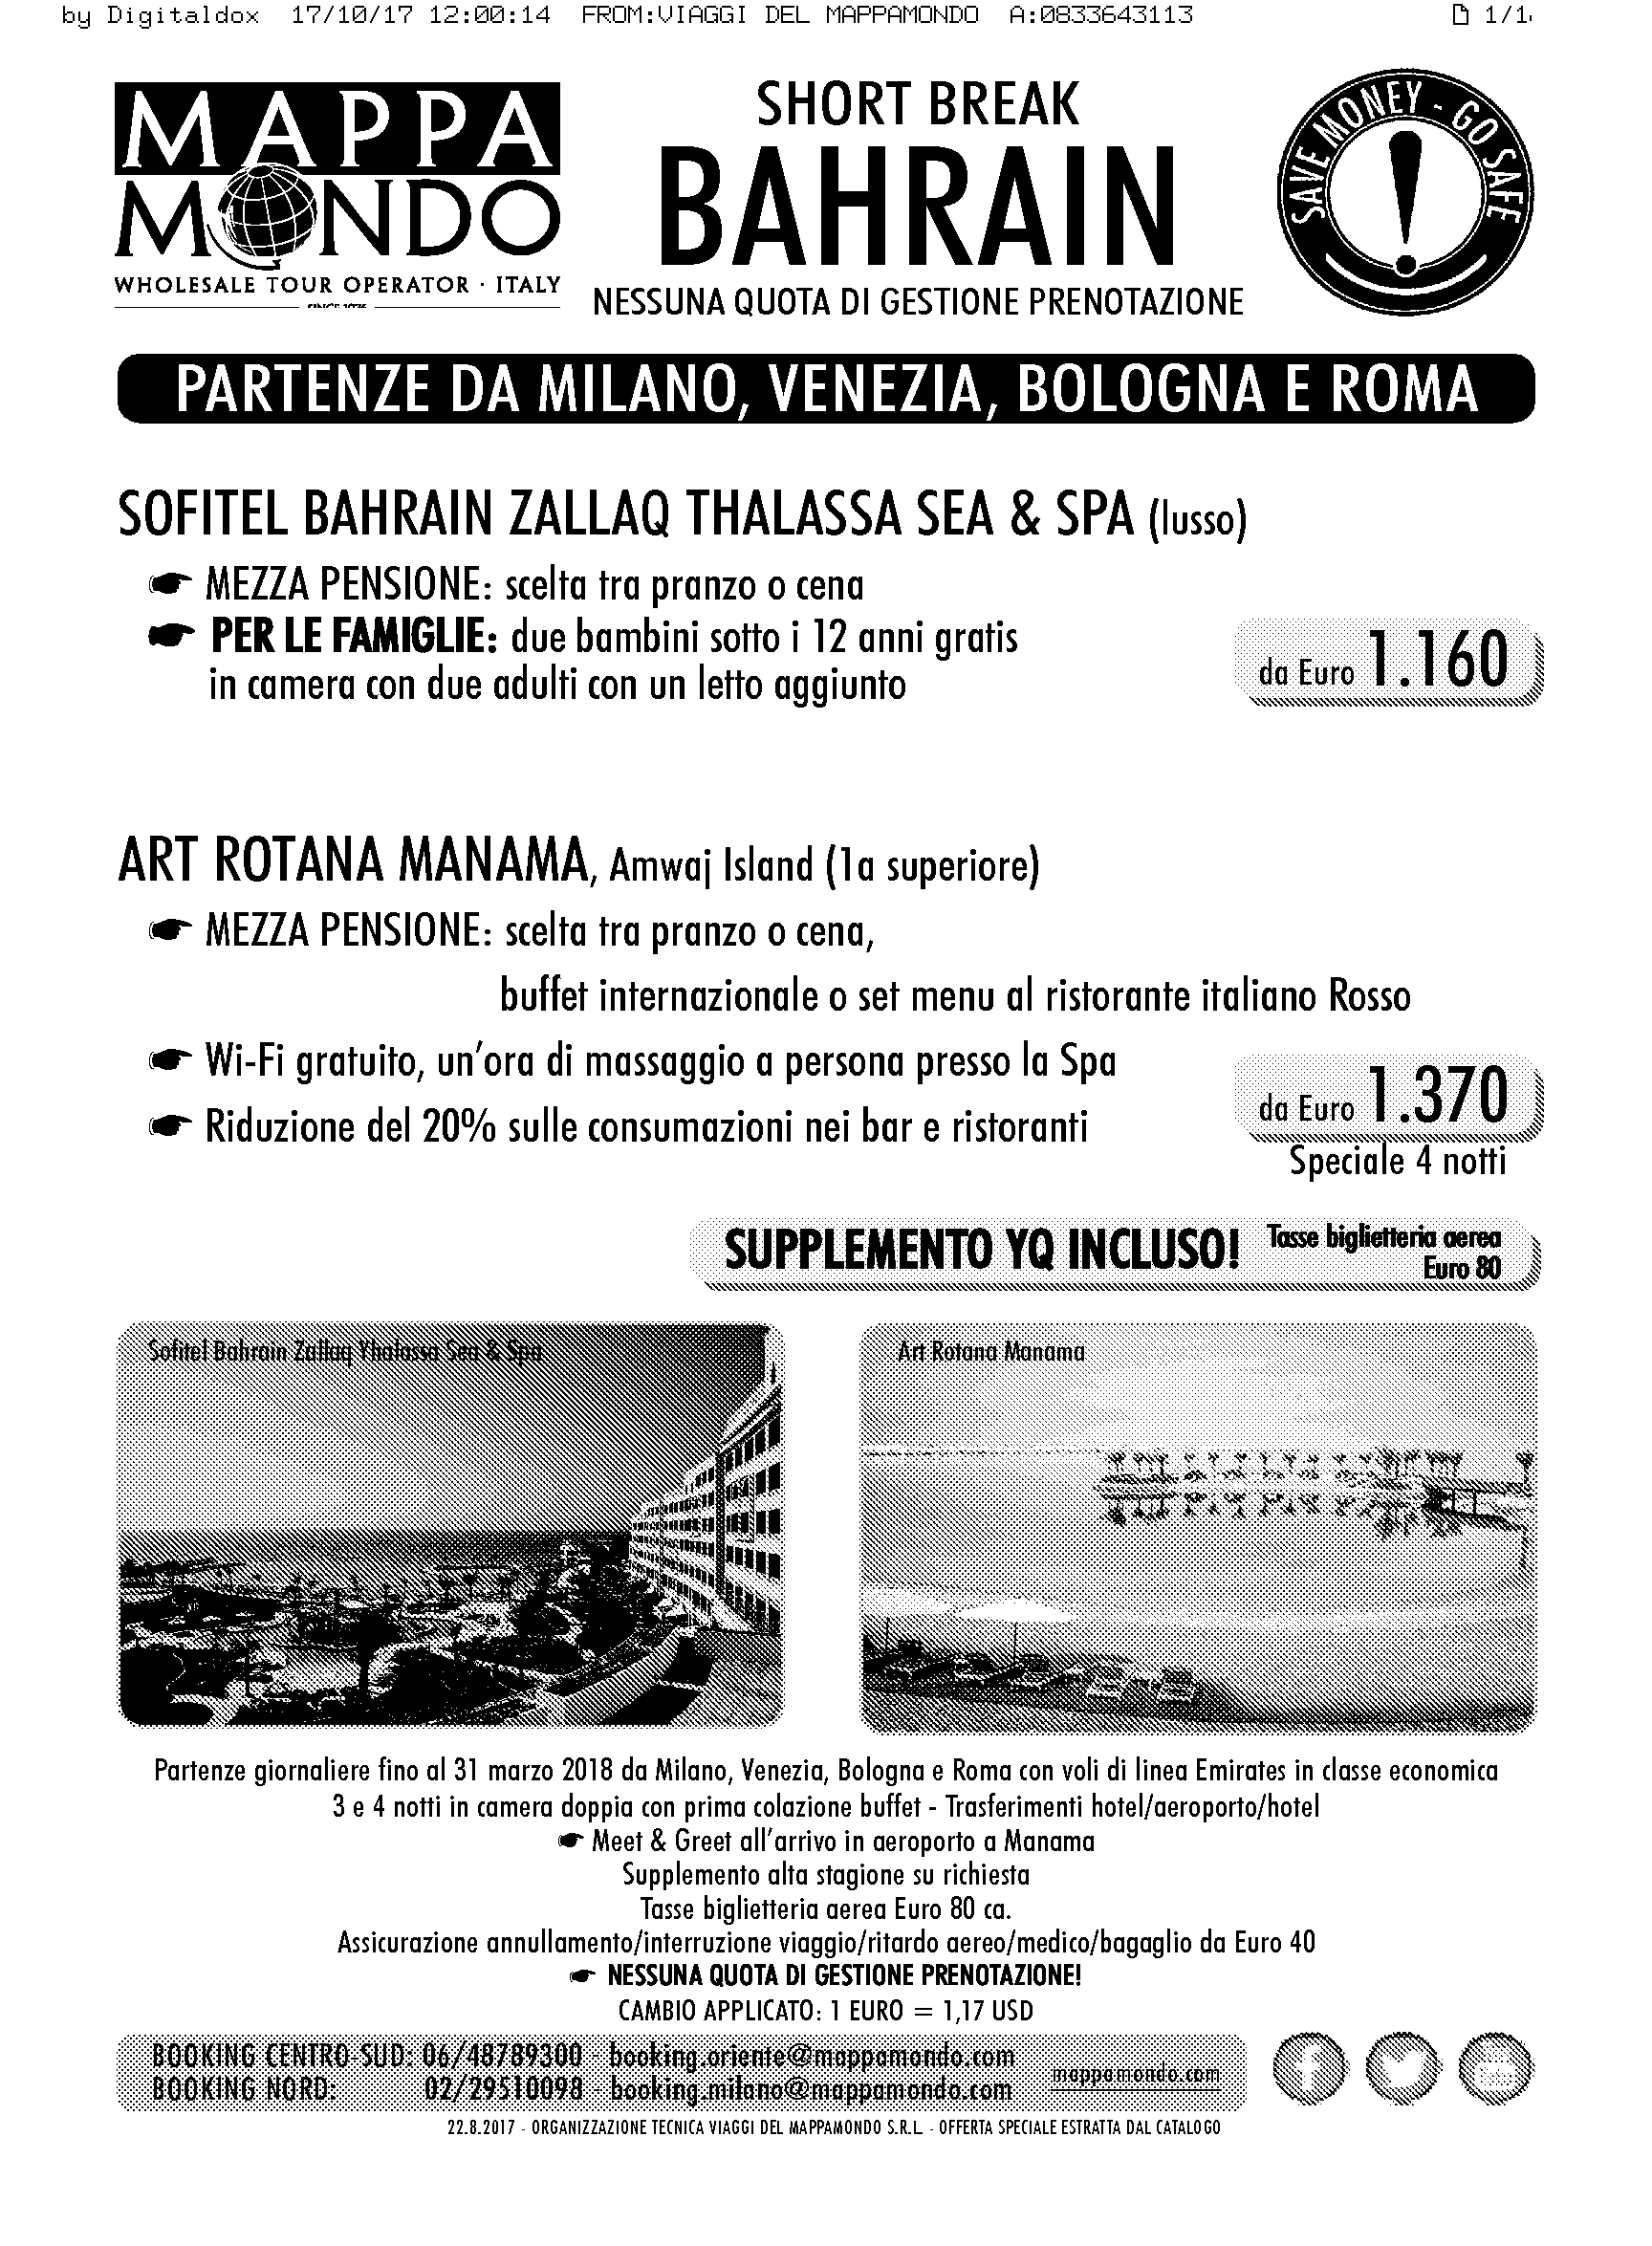 by Digitaldox 17/10/17 12:00:14 FROM:VIAGGI DEL MAPPAMONDO A:0833643113 1/1
MAPPA
MONDO
WHOLESALE TOUR OPERATOR · ITALY
SHORT BREAK
BAHRAIN
NESSUNA QUOTA DI GESTIONE PRENOTAZIONE
SAVE MONEY - GO SAFE
PARTENZE DA MILANO, VENEZIA, BOLOGNA E ROMA
SOFITEL BAHRAIN ZALLAQ THALASSA SEA & SPA (lusso)
☛ MEZZA PENSIONE: scelta tra pranzo o cena
☛ PER LE FAMIGLIE: due bambini sotto i 12 anni gratis
in camera con due adulti con un letto aggiunto
da Euro 1.160
ART ROTANA MANAMA, Amwaj Island (1a superiore)
☛ MEZZA PENSIONE: scelta tra pranzo o cena,
buffet internazionale o set menu al ristorante italiano Rosso
☛ Wi-Fi gratuito, un'ora di massaggio a persona presso la Spa
☛ Riduzione del 20% sulle consumazioni nei bar e ristoranti
da Euro 1.370
Speciale 4 notti
SUPPLEMENTO YQ INCLUSO! Tasse biglietteria aerea
Euro 80
Sofitel Bahrain Zallaq Yhalassa Sea & Spa
Art Rotana Manama
Partenze giornaliere fino al 31 marzo 2018 da Milano, Venezia, Bologna e Roma con voli di linea Emirates in classe economica
3 e 4 notti in camera doppia con prima colazione buffet - Trasferimenti hotel/aeroporto/hotel
☛ Meet & Greet all'arrivo in aeroporto a Manama
Supplemento alta stagione su richiesta
Tasse biglietteria aerea Euro 80 ca.
Assicurazione annullamento/interruzione viaggio/ritardo aereo/medico/bagaglio da Euro 40
☛ NESSUNA QUOTA DI GESTIONE PRENOTAZIONE!
CAMBIO APPLICATO: 1 EURO = 1,17 USD
BOOKING CENTRO-SUD: 06/48789300 - booking.oriente@mappamondo.com
BOOKING NORD: 02/29510098 - booking.milano@mappamondo.com
mappamondo.com
22.8.2017 - ORGANIZZAZIONE TECNICA VIAGGI DEL MAPPAMONDO S.R.L. - OFFERTA SPECIALE ESTRATTA DAL CATALOGO